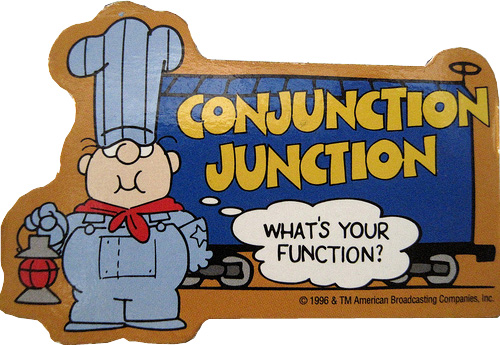 CONJUNCTION
JUNCTION
WHAT'S YOUR
FUNCTION?
© 1996 & TM American Broadcasting Companies, Inc.